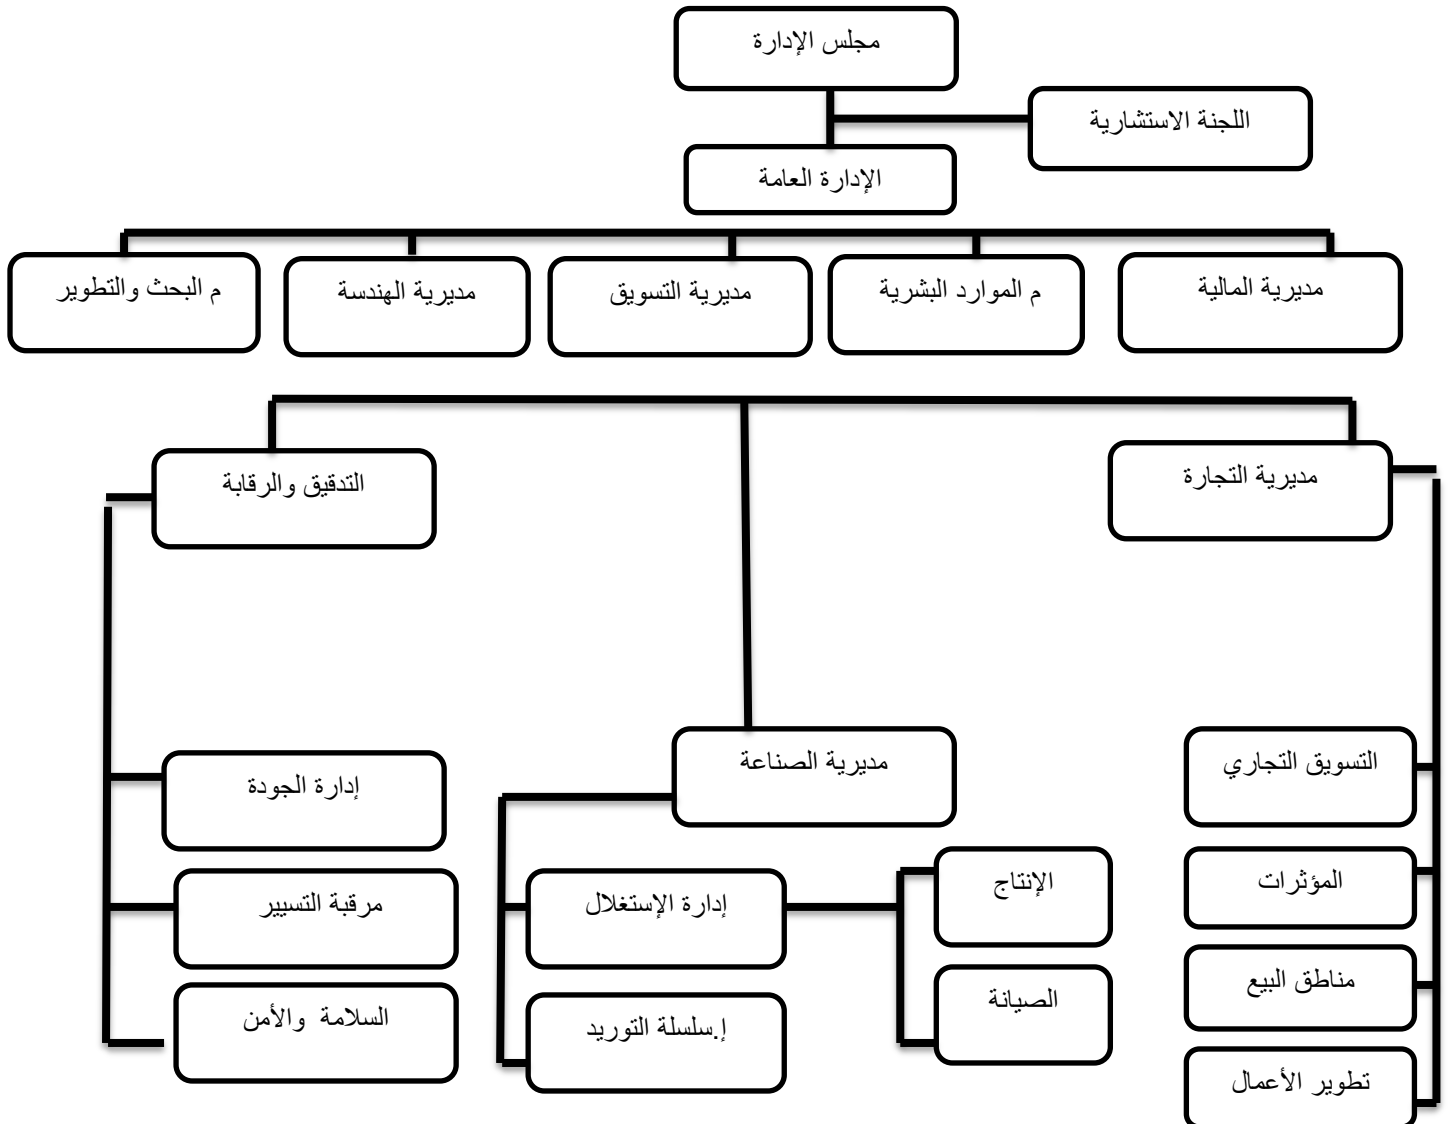 مجلس الإدارة
اللجنة الاستشارية
الإدارة العامة
مديرية المالية
م الموارد البشرية
مديرية التسويق
مديرية الهندسة
م البحث والتطوير
مديرية التجارة
التدقيق والرقابة
مديرية الصناعة
التسويق التجاري
المؤثرات
مناطق البيع
تطوير الأعمال
الإنتاج
الصيانة
إدارة الإستغلال
إ.سلسلة التوريد
إدارة الجودة
مرقبة التسيير
السلامة والأمن